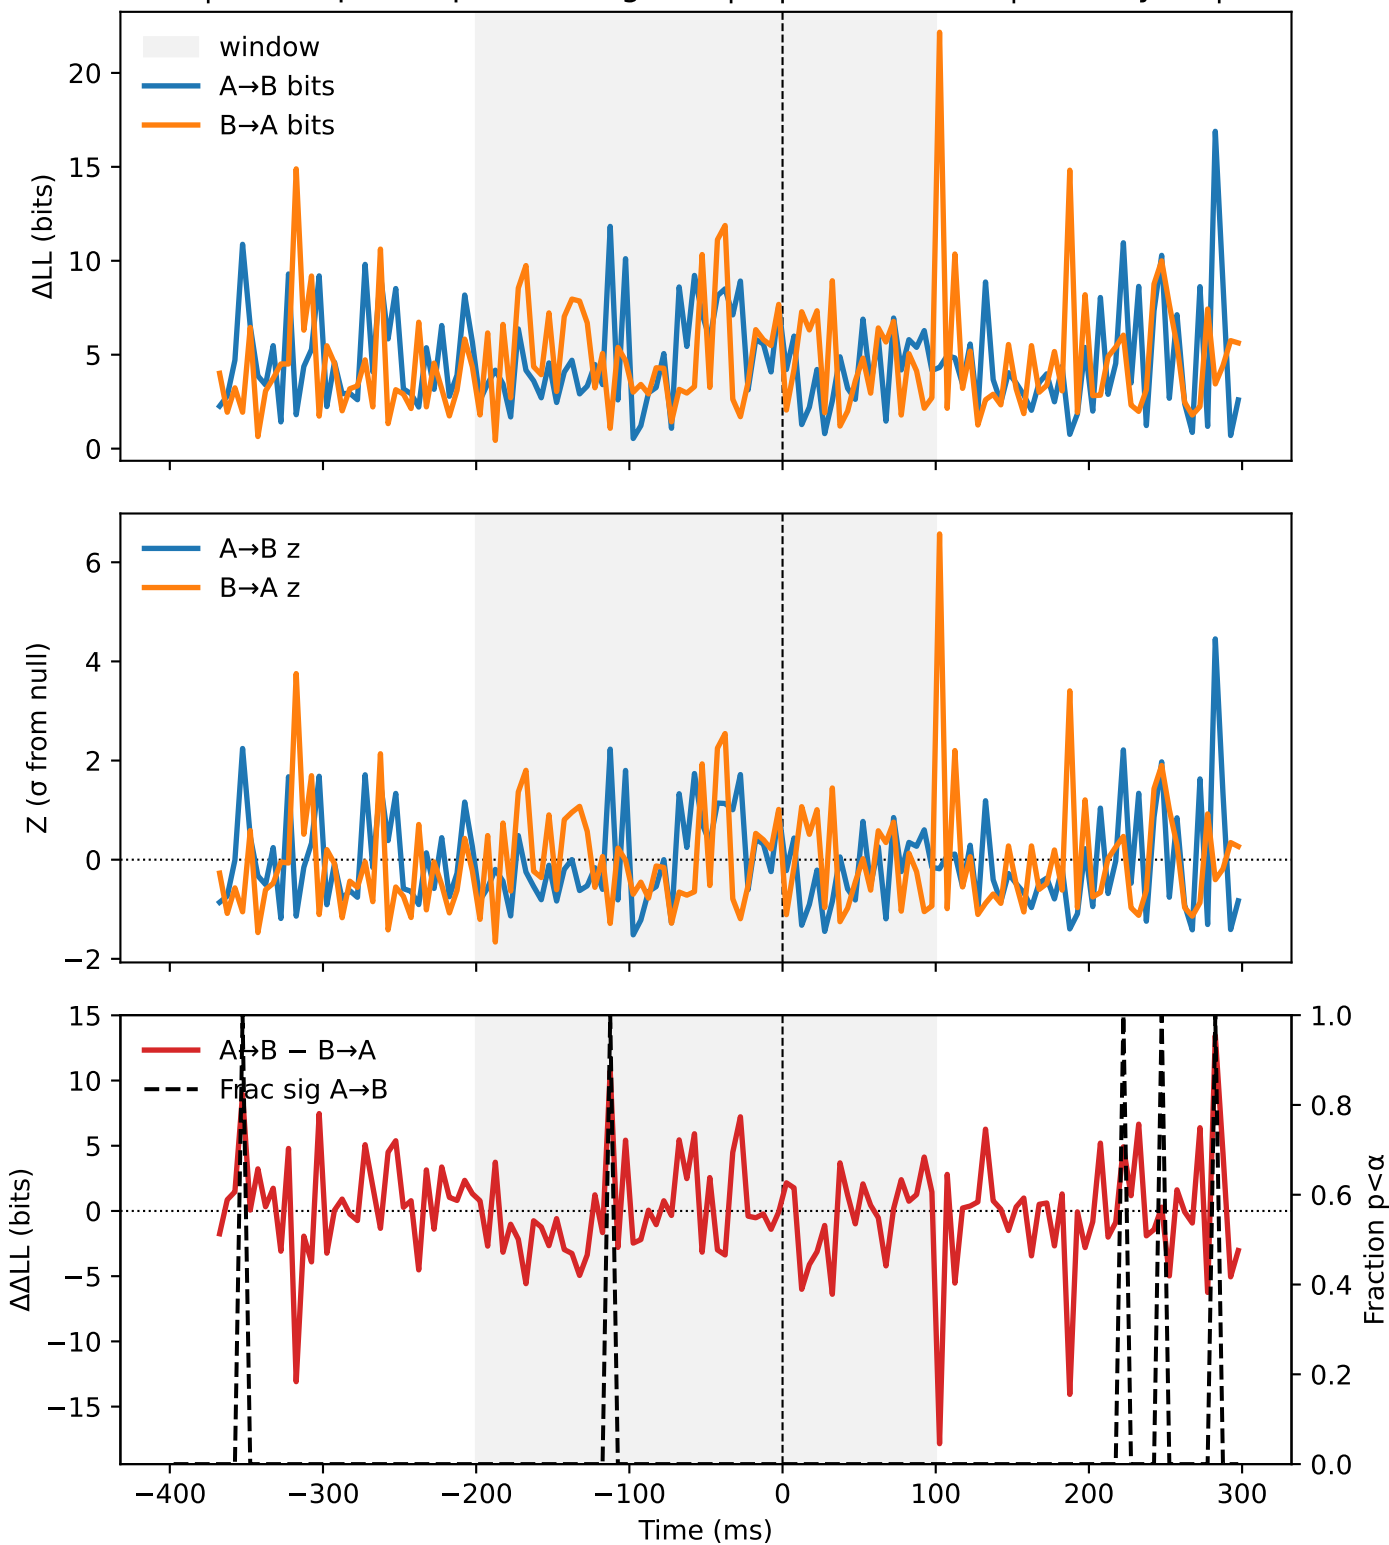 window
A→B bits
B→A bits
20
15
10
5
0
ΔLL (bits)
A→B z
B→A z
6
4
2
0
−2
Z (σ from null)
A→B − B→A
Frac sig A→B
15
10
5
0
−5
−10
−15
ΔΔLL (bits)
1.0
0.8
0.6
0.4
0.2
0.0
Fraction p<α
−400 −300 −200 −100 0 100 200 300
Time (ms)